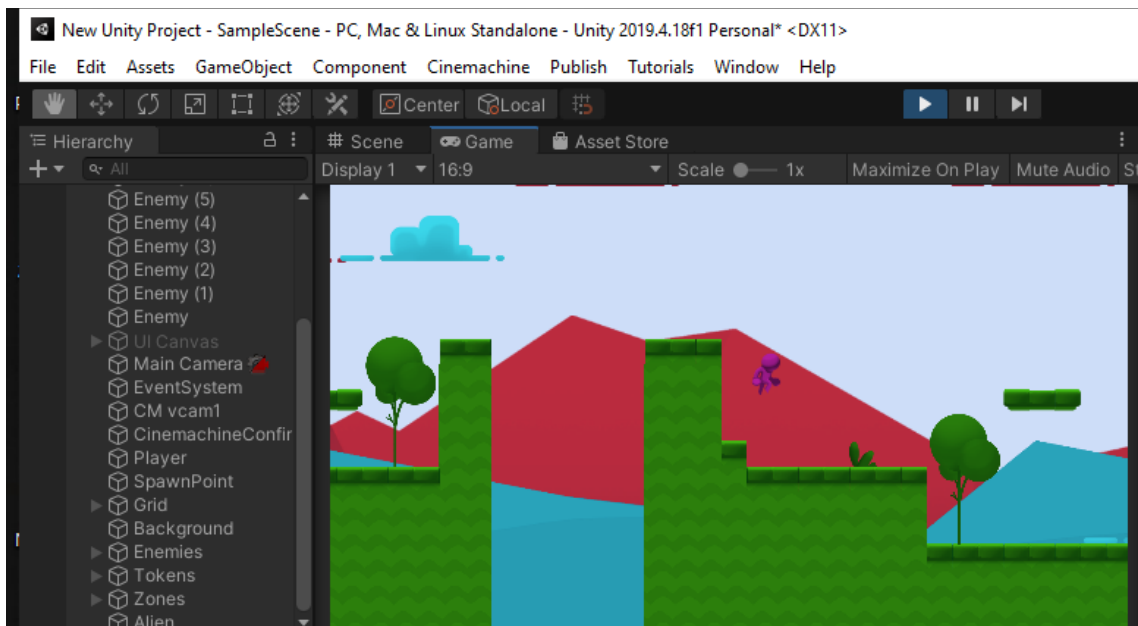 New Unity Project - SampleScene - PC, Mac & Linux Standalone - Unity 2019.4.18f1 Personal* <DX11>
File Edit Assets GameObject Component Cinemachine Publish Tutorials Window Help
Center Local
Hierarchy # Scene Game Asset Store
All Display 1 16:9 Scale 1x Maximize On Play Mute Audio
Enemy (5)
Enemy (4)
Enemy (3)
Enemy (2)
Enemy (1)
Enemy
UI Canvas
Main Camera
EventSystem
CM vcam1
CinemachineConfir
Player
SpawnPoint
Grid
Background
Enemies
Tokens
Zones
Alien